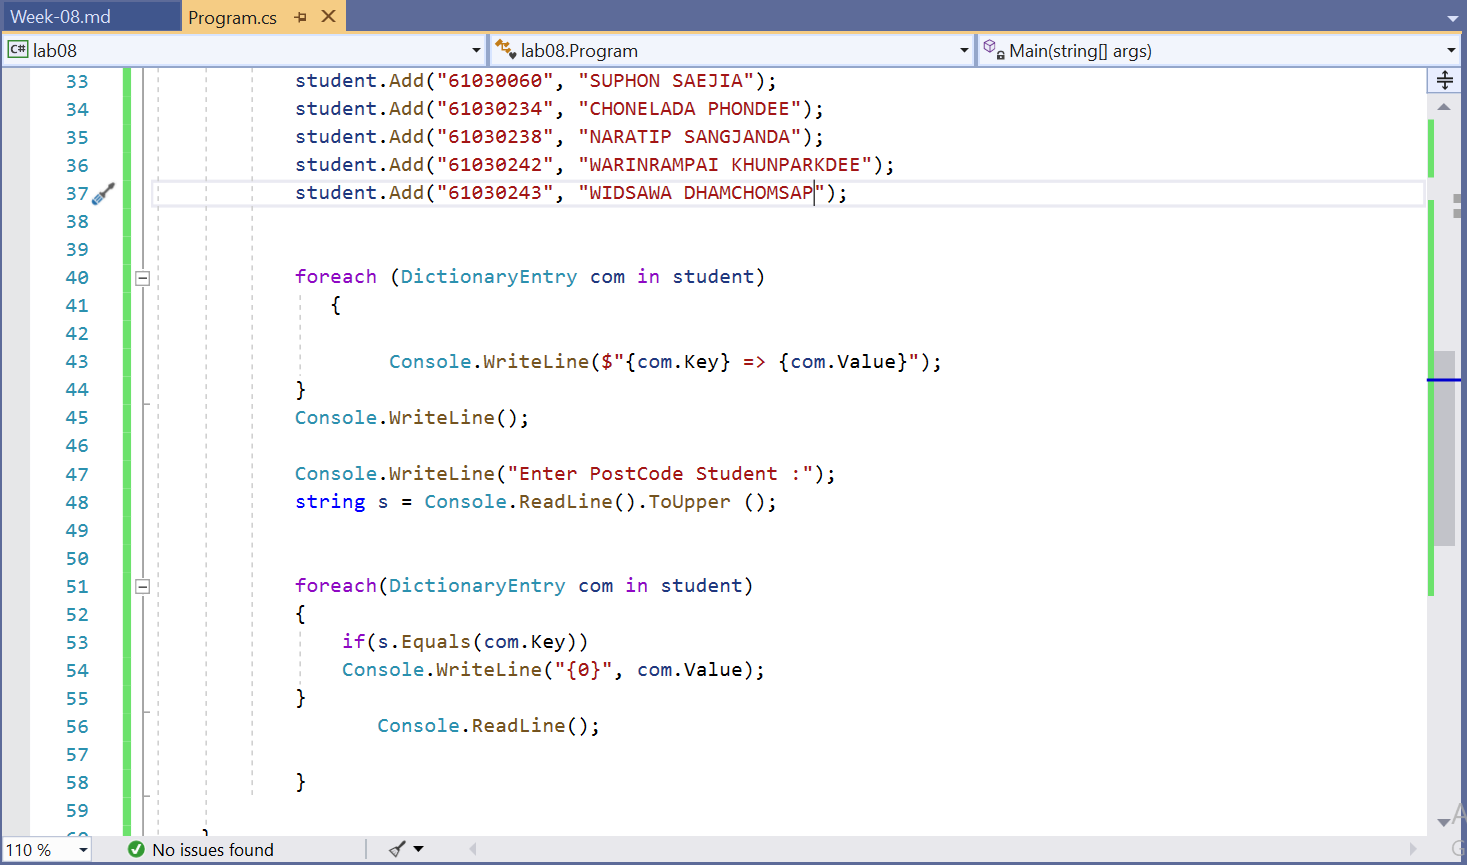 Week-08.md Program.cs
C# lab08 lab08.Program Main(string[] args)
33 student.Add("61030060", "SUPHON SAEJIA");
34 student.Add("61030234", "CHONELADA PHONDEE");
35 student.Add("61030238", "NARATIP SANGJANDA");
36 student.Add("61030242", "WARINRAMPAI KHUNPARKDEE");
37 student.Add("61030243", "WIDSAWA DHAMCHOMSAP");
38
39
40 foreach (DictionaryEntry com in student)
41 {
42
43 Console.WriteLine($"{com.Key} => {com.Value}");
44 }
45 Console.WriteLine();
46
47 Console.WriteLine("Enter PostCode Student :");
48 string s = Console.ReadLine().ToUpper ();
49
50
51 foreach(DictionaryEntry com in student)
52 {
53 if(s.Equals(com.Key))
54 Console.WriteLine("{0}", com.Value);
55 }
56 Console.ReadLine();
57
58 }
59
110 % No issues found